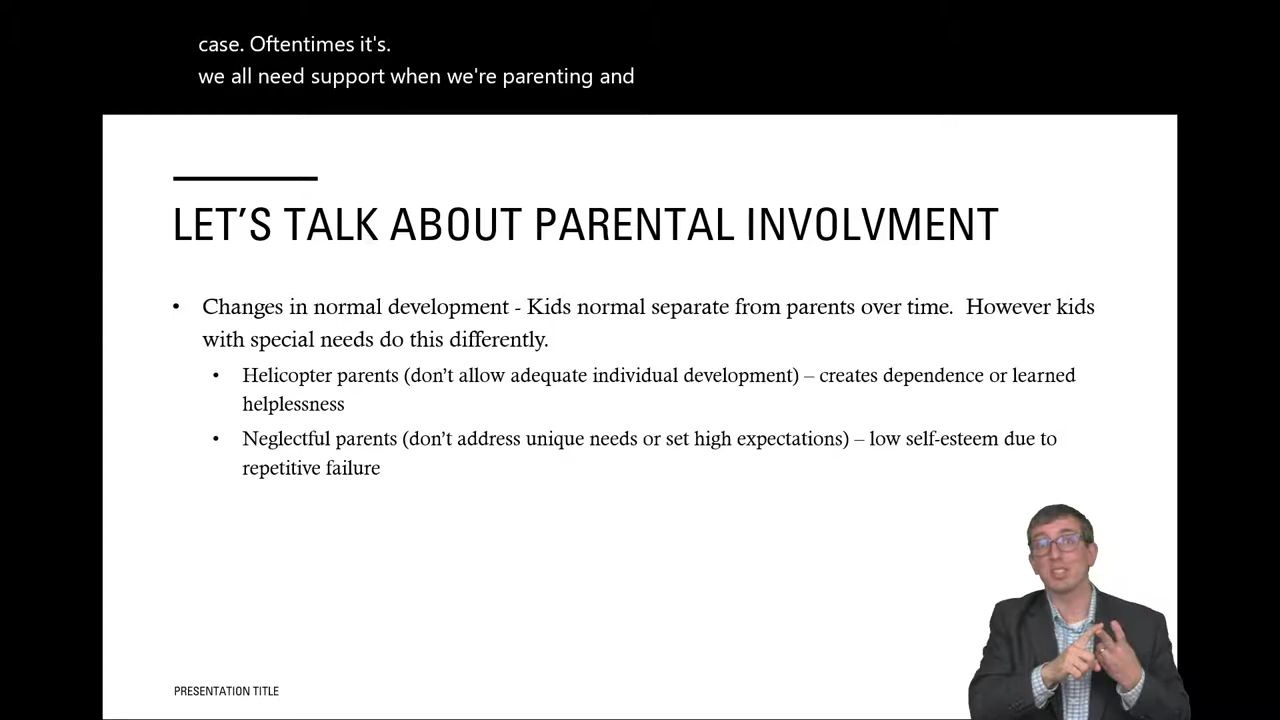 case. Oftentimes it's.
we all need support when we're parenting and
LET’S TALK ABOUT PARENTAL INVOLVMENT
• Changes in normal development - Kids normal separate from parents over time.  However kids
with special needs do this differently.
• Helicopter parents (don’t allow adequate individual development) – creates dependence or learned
helplessness
• Neglectful parents (don’t address unique needs or set high expectations) – low self-esteem due to
repetitive failure
PRESENTATION TITLE